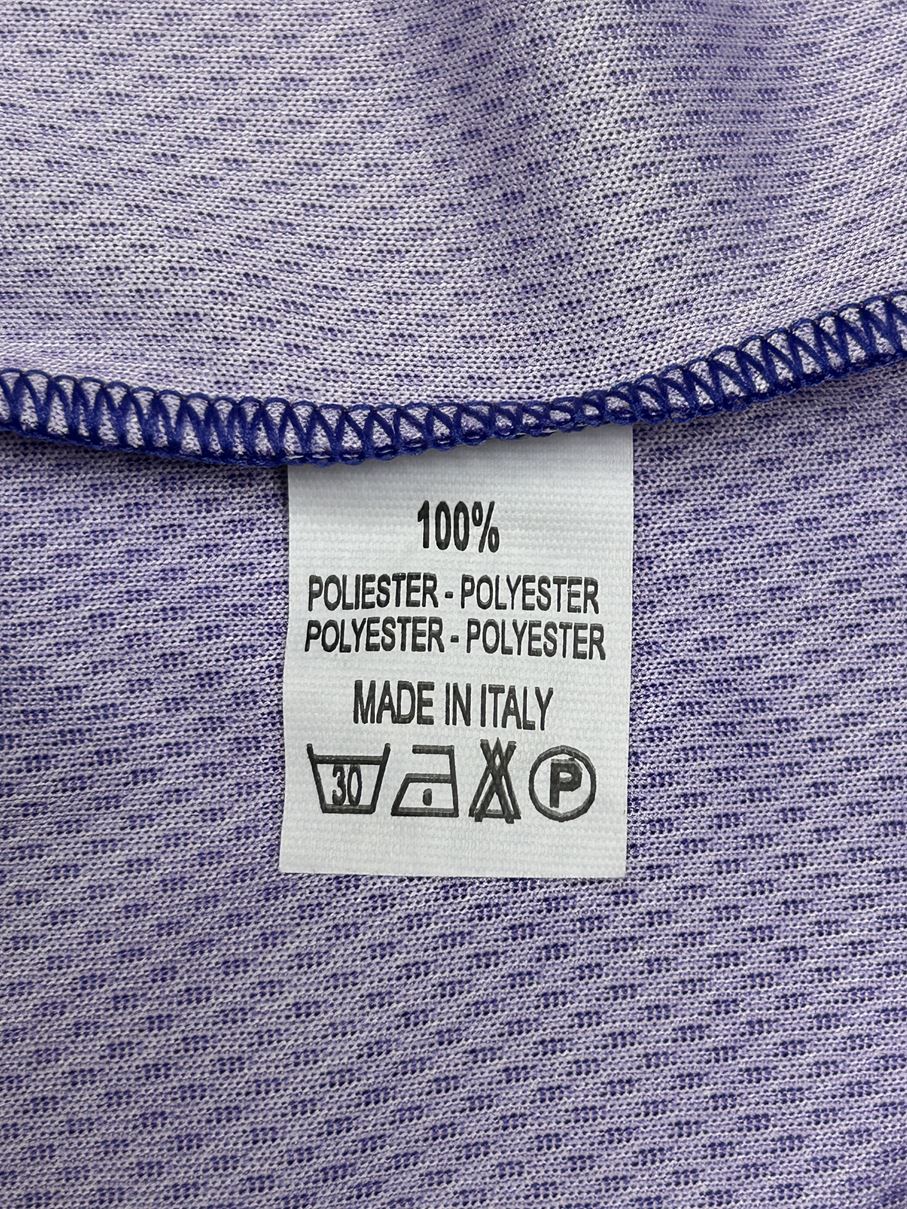 100%
POLIESTER - POLYESTER
POLYESTER - POLYESTER
MADE IN ITALY
30 P